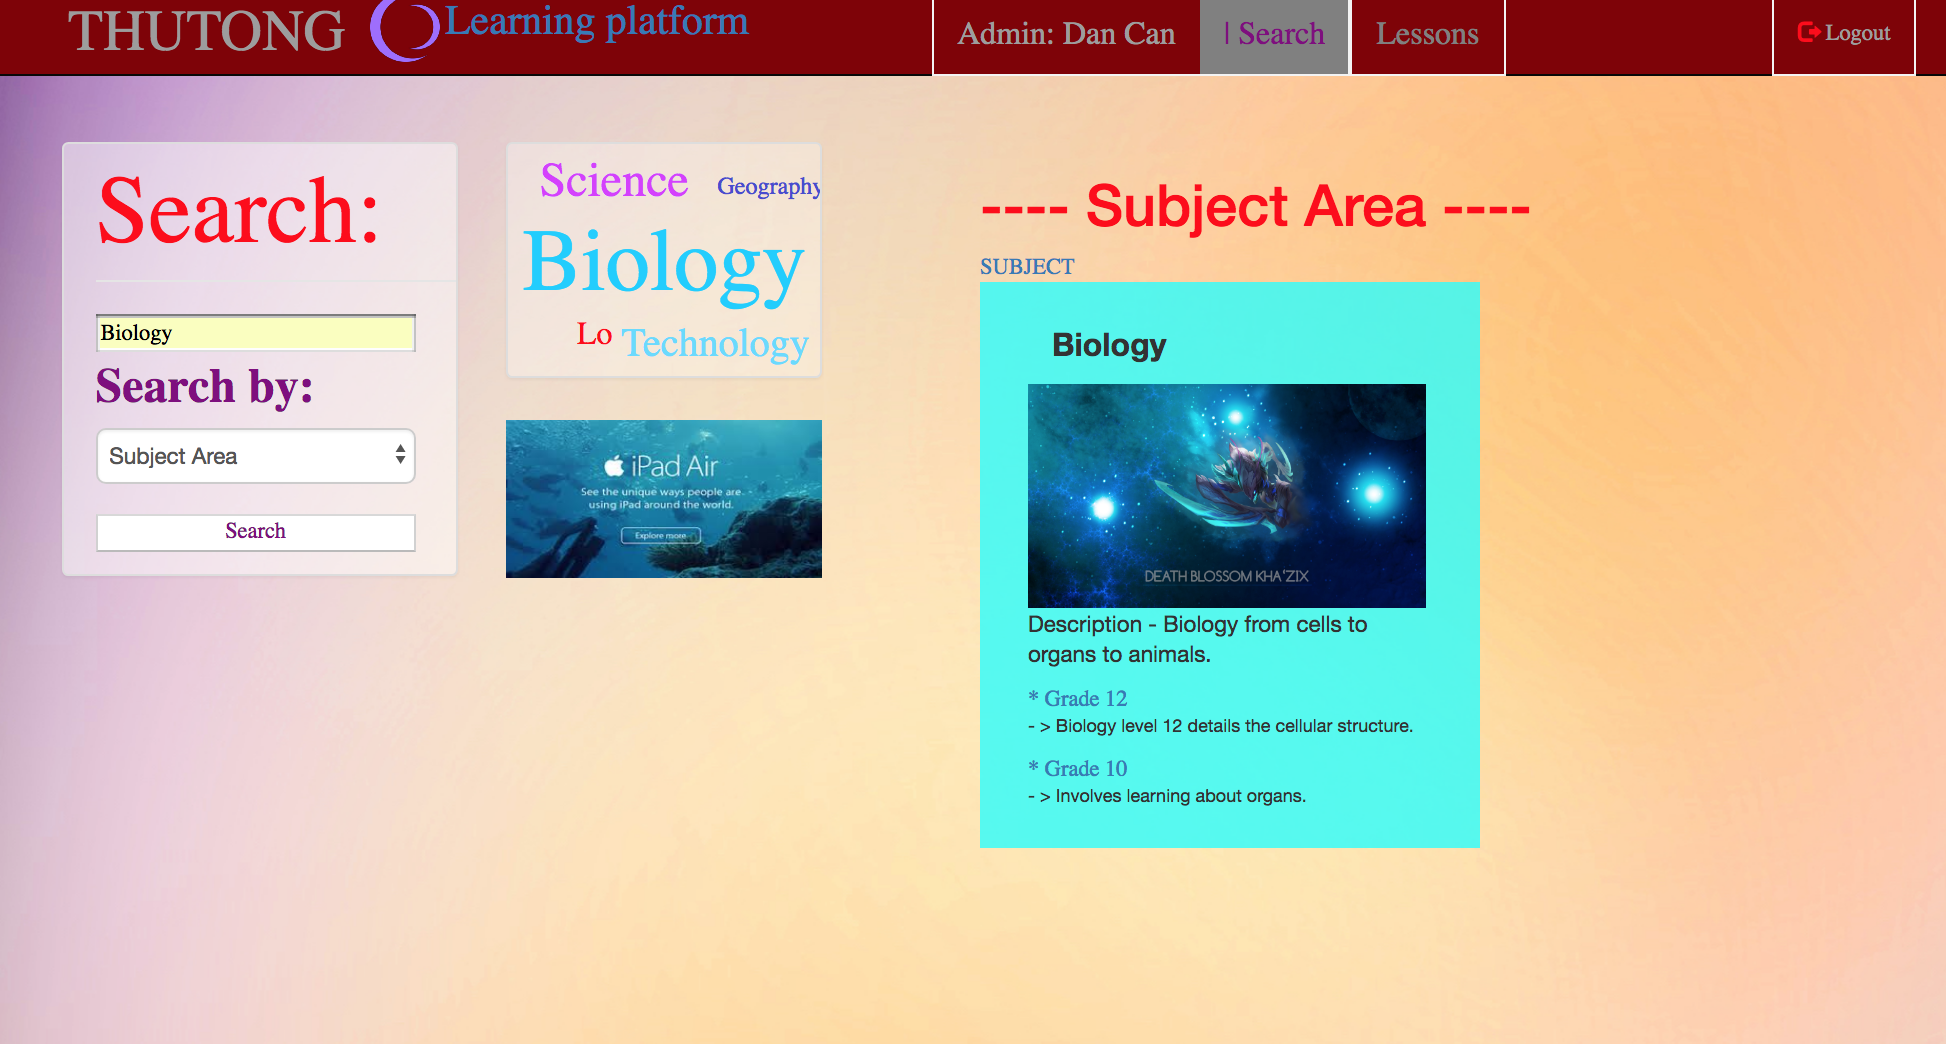 THUTONG Learning platform
Admin: Dan Can
| Search
Lessons
Logout
Search:
Biology
Search by:
Subject Area
Search
Science Geography
Biology
Lo Technology
iPad Air
See the unique ways people are
using iPad around the world.
Explore more
---- Subject Area ----
SUBJECT
Biology
DEATH BLOSSOM KHA'ZIX
Description - Biology from cells to
organs to animals.
* Grade 12
- > Biology level 12 details the cellular structure.
* Grade 10
- > Involves learning about organs.